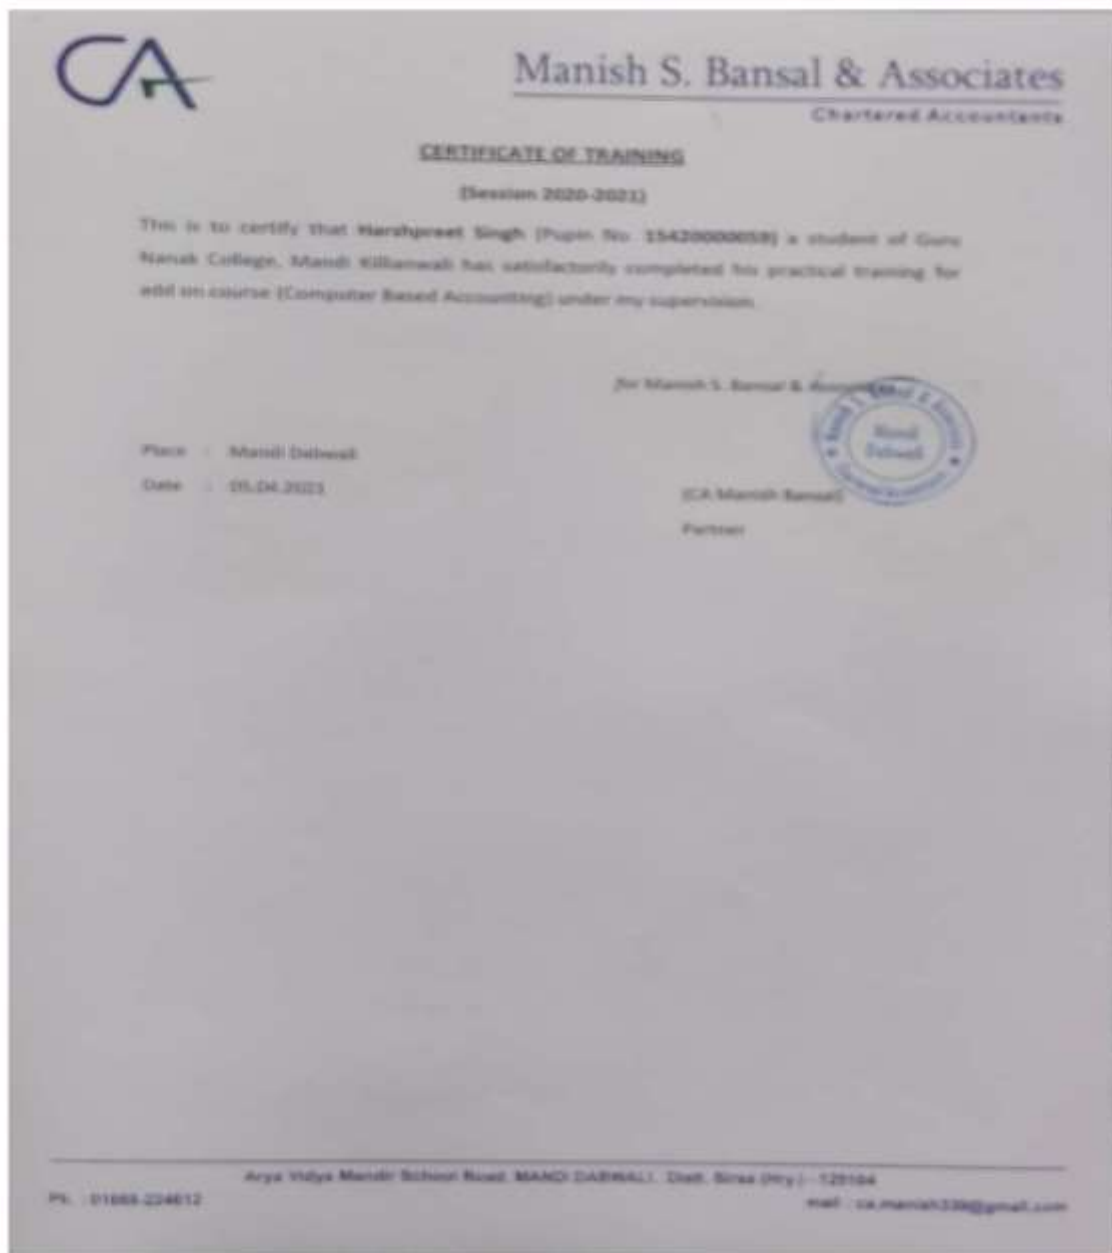 CA
Manish S. Bansal & Associates
Chartered Accountants
CERTIFICATE OF TRAINING
(Session 2020-2021)
This is to certify that Harshpreet Singh (Pupin No. 15420000059) a student of Guru
Nanak College, Mandi Killianwali has satisfactorily completed his practical training for
add on course (Computer Based Accounting) under my supervision.
for Manish S. Bansal &
Place : Mandi Dabwali
Date : 05.04.2021
(CA Manish Bansal)
Partner
Mandi
Dabwali
Arya Vidya Mandir School Road, MANDI DABWALI, Distt. Sirsa (Hry.) - 125104
Ph. : 01668-224612
mail : ca.manish339@gmail.com